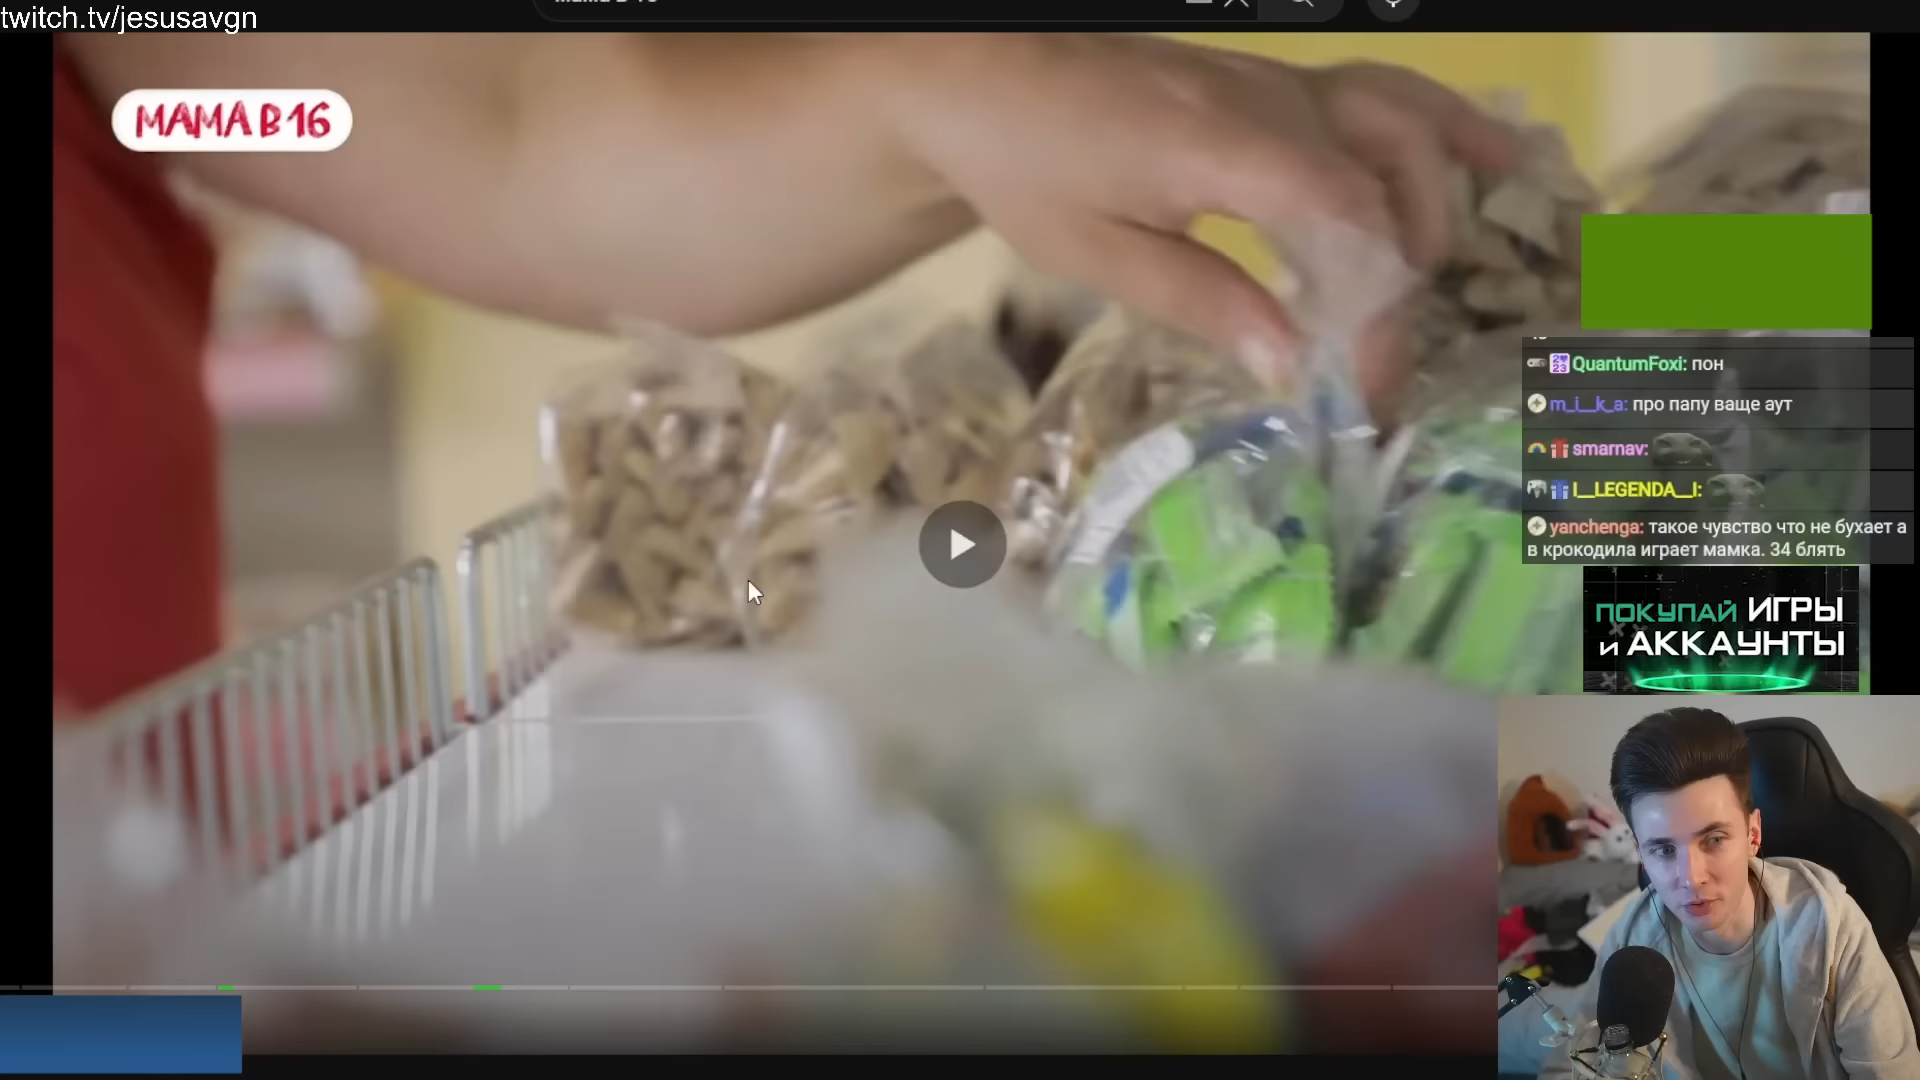 twitch.tv/jesusavgn
МАМА В 16
QuantumFoxi: пон
m_i__k_a: про папу ваще аут
smarnav:
I__LEGENDA__I:
yanchenga: такое чувство что не бухает а
в крокодила играет мамка. 34 блять
ПОКУПАЙ ИГРЫ
и АККАУНТЫ